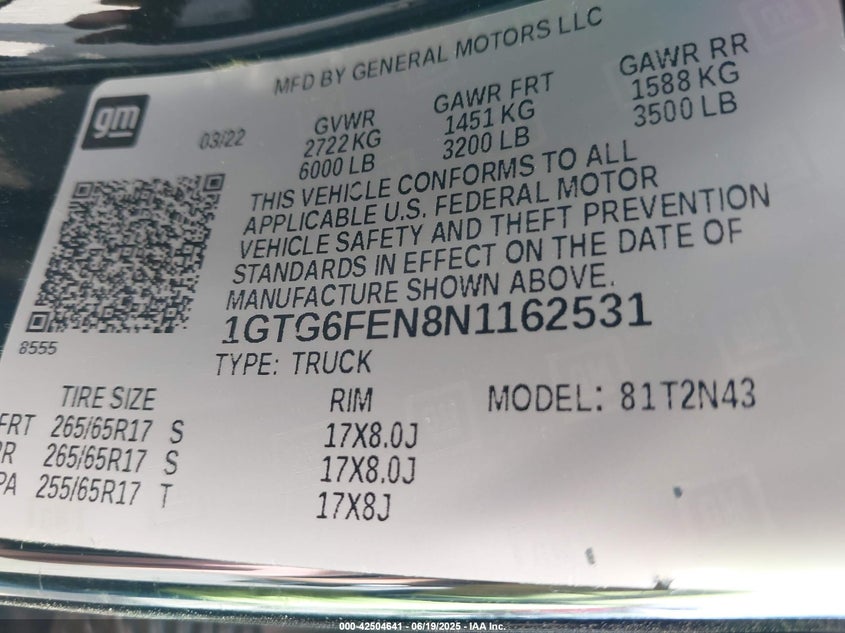 MFD BY GENERAL MOTORS LLC
gm
03/22
GVWR
2722 KG
6000 LB
GAWR FRT
1451 KG
3200 LB
GAWR RR
1588 KG
3500 LB
THIS VEHICLE CONFORMS TO ALL
APPLICABLE U.S. FEDERAL MOTOR
VEHICLE SAFETY AND THEFT PREVENTION
STANDARDS IN EFFECT ON THE DATE OF
MANUFACTURE SHOWN ABOVE.
8555
1GTG6FEN8N1162531
TYPE: TRUCK
TIRE SIZE RIM MODEL: 81T2N43
FRT 265/65R17 S 17X8.0J
RR 265/65R17 S 17X8.0J
PA 255/65R17 T 17X8J
000-42504641 - 06/19/2025 - IAA Inc.